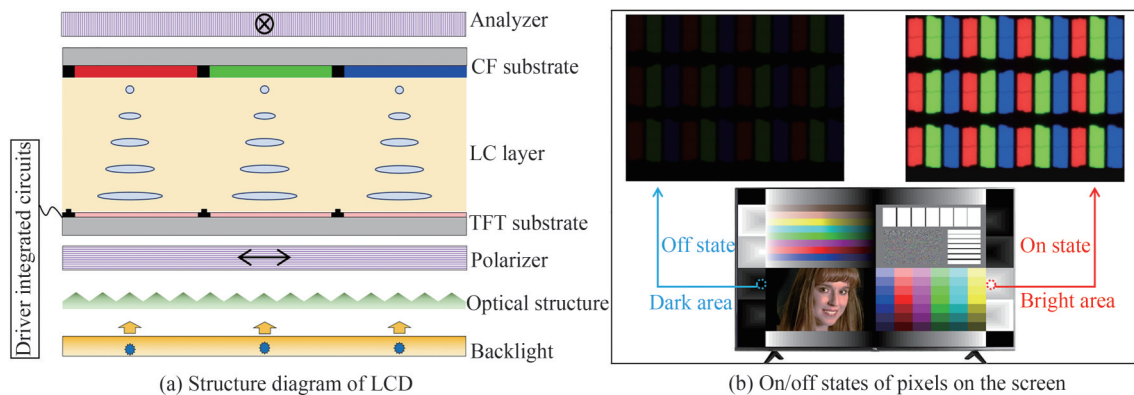 Analyzer
CF substrate
LC layer
TFT substrate
Polarizer
Optical structure
Backlight
Driver integrated circuits
(a) Structure diagram of LCD
Off state
Dark area
On state
Bright area
(b) On/off states of pixels on the screen